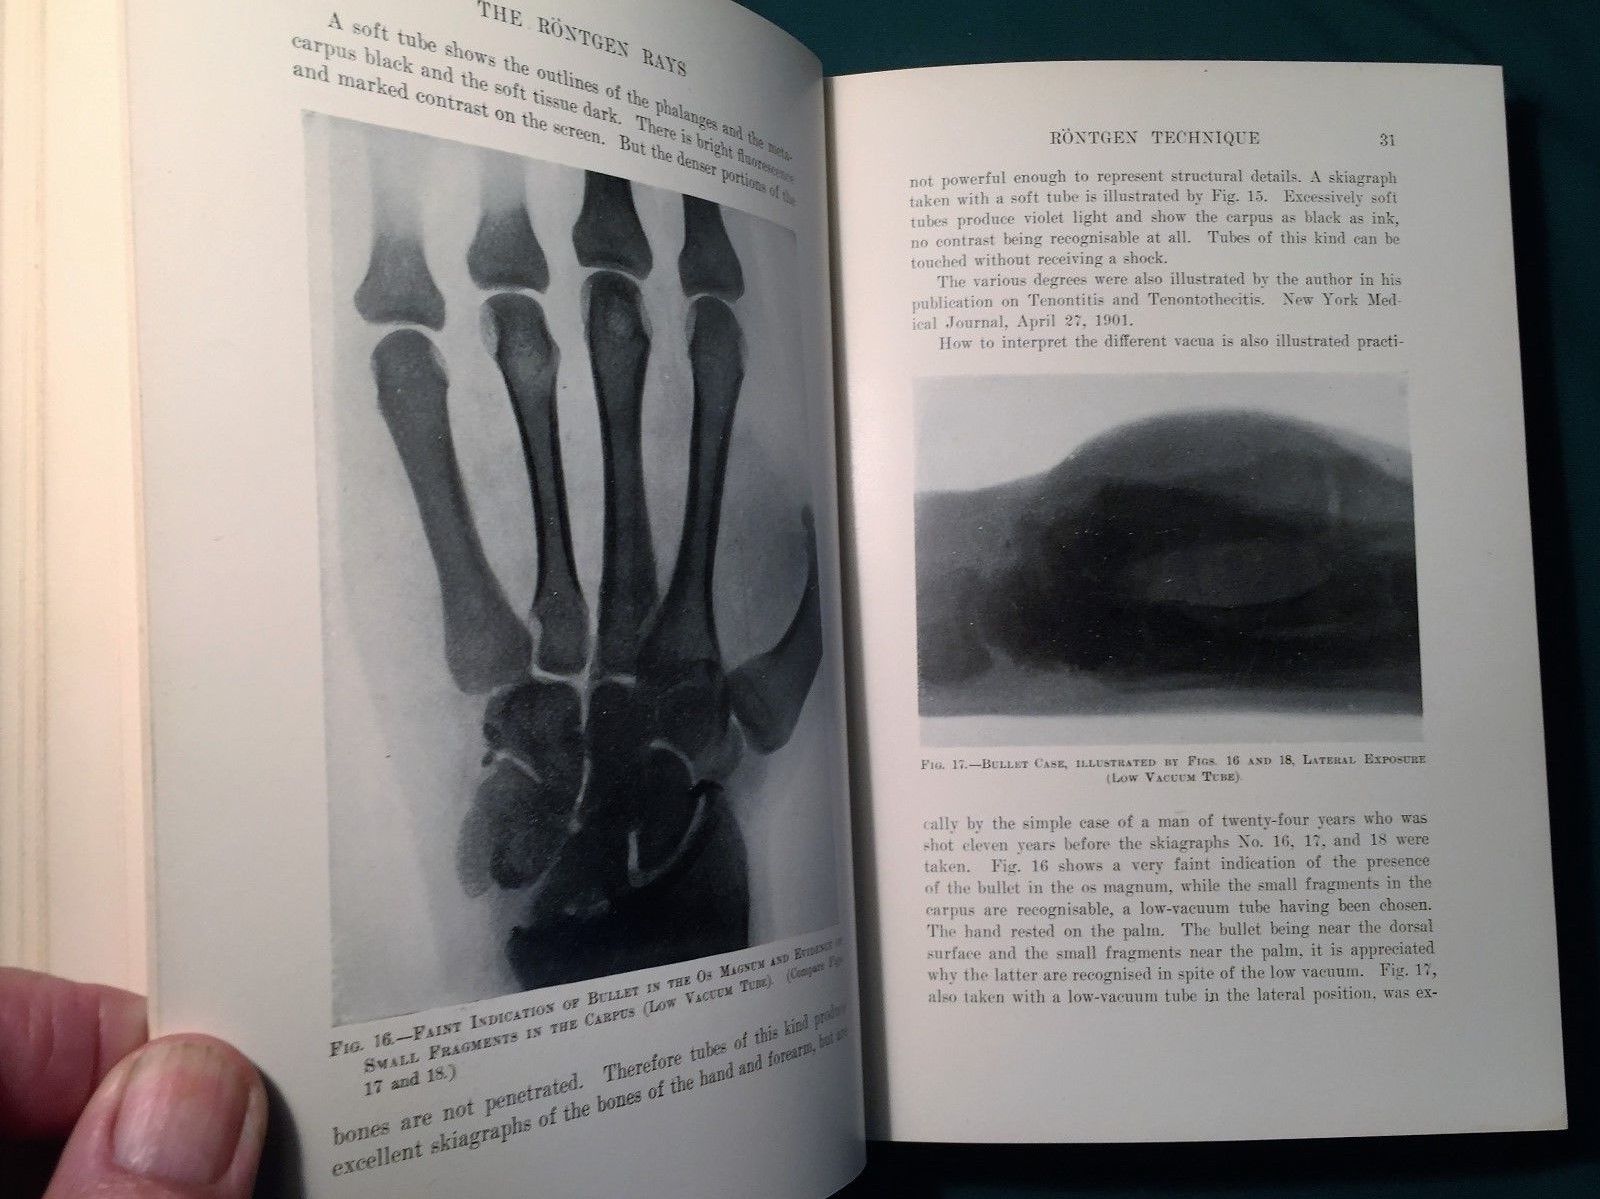 THE RÖNTGEN RAYS
A soft tube shows the outlines of the phalanges and the meta-
carpus black and the soft tissue dark. There is bright fluorescence
and marked contrast on the screen. But the denser portions of the
FIG. 16.—FAINT INDICATION OF BULLET IN THE OS MAGNUM AND EVIDENCE OF
SMALL FRAGMENTS IN THE CARPUS (LOW VACUUM TUBE). (Compare Figs.
17 and 18.)
bones are not penetrated. Therefore tubes of this kind produce
excellent skiagraphs of the bones of the hand and forearm, but are
RÖNTGEN TECHNIQUE 31
not powerful enough to represent structural details. A skiagraph
taken with a soft tube is illustrated by Fig. 15. Excessively soft
tubes produce violet light and show the carpus as black as ink,
no contrast being recognisable at all. Tubes of this kind can be
touched without receiving a shock.
The various degrees were also illustrated by the author in his
publication on Tenontitis and Tenontothecitis. New York Med-
ical Journal, April 27, 1901.
How to interpret the different vacua is also illustrated practi-
FIG. 17.—BULLET CASE, ILLUSTRATED BY FIGS. 16 AND 18, LATERAL EXPOSURE
(LOW VACUUM TUBE).
cally by the simple case of a man of twenty-four years who was
shot eleven years before the skiagraphs No. 16, 17, and 18 were
taken. Fig. 16 shows a very faint indication of the presence
of the bullet in the os magnum, while the small fragments in the
carpus are recognisable, a low-vacuum tube having been chosen.
The hand rested on the palm. The bullet being near the dorsal
surface and the small fragments near the palm, it is appreciated
why the latter are recognised in spite of the low vacuum. Fig. 17,
also taken with a low-vacuum tube in the lateral position, was ex-